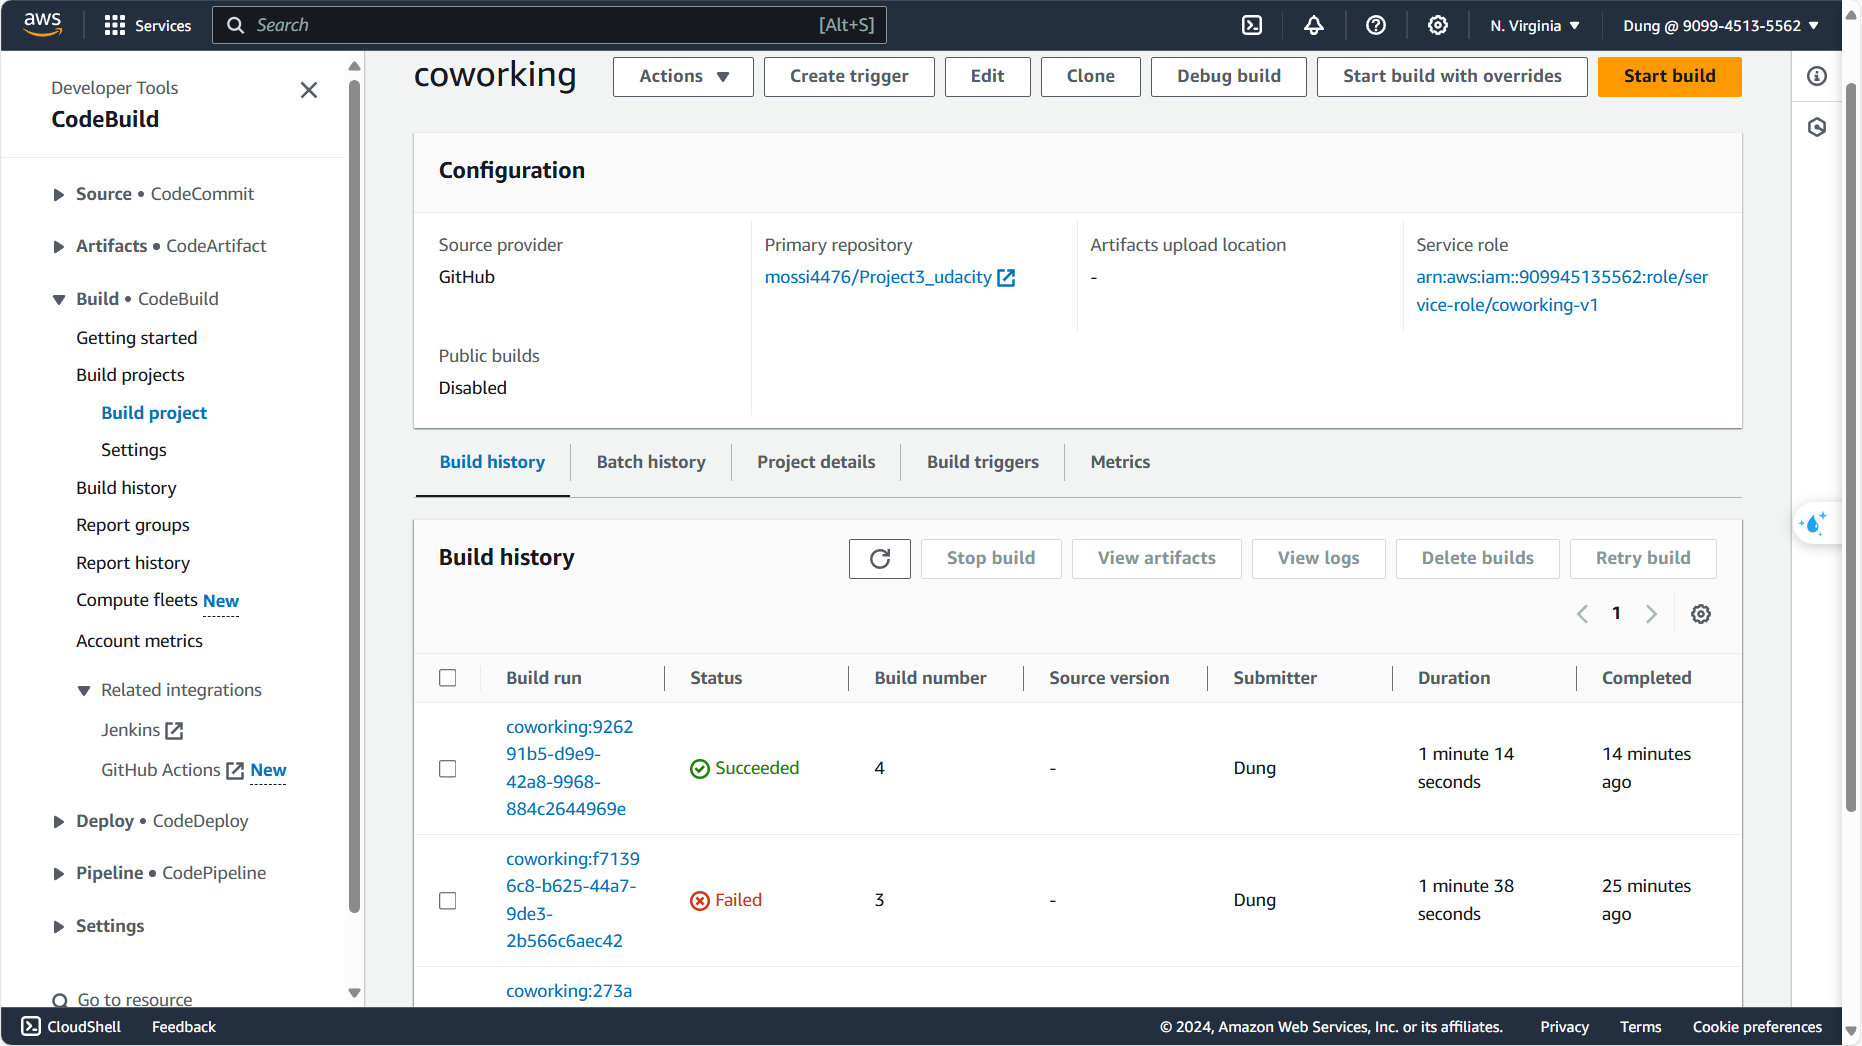 aws
Services
Search
[Alt+S]
N. Virginia
Dung @ 9099-4513-5562
Developer Tools
CodeBuild
Source • CodeCommit
Artifacts • CodeArtifact
Build • CodeBuild
Getting started
Build projects
Build project
Settings
Build history
Report groups
Report history
Compute fleets New
Account metrics
Related integrations
Jenkins
GitHub Actions New
Deploy • CodeDeploy
Pipeline • CodePipeline
Settings
Go to resource
coworking
Actions
Create trigger
Edit
Clone
Debug build
Start build with overrides
Start build
Configuration
Source provider
GitHub
Primary repository
mossi4476/Project3_udacity
Artifacts upload location
-
Service role
arn:aws:iam::909945135562:role/ser
vice-role/coworking-v1
Public builds
Disabled
Build history
Batch history
Project details
Build triggers
Metrics
Build history
Stop build
View artifacts
View logs
Delete builds
Retry build
1
Build run
Status
Build number
Source version
Submitter
Duration
Completed
coworking:9262
91b5-d9e9-
42a8-9968-
884c2644969e
Succeeded
4
-
Dung
1 minute 14
seconds
14 minutes
ago
coworking:f7139
6c8-b625-44a7-
9de3-
2b566c6aec42
Failed
3
-
Dung
1 minute 38
seconds
25 minutes
ago
coworking:273a
CloudShell
Feedback
© 2024, Amazon Web Services, Inc. or its affiliates.
Privacy
Terms
Cookie preferences